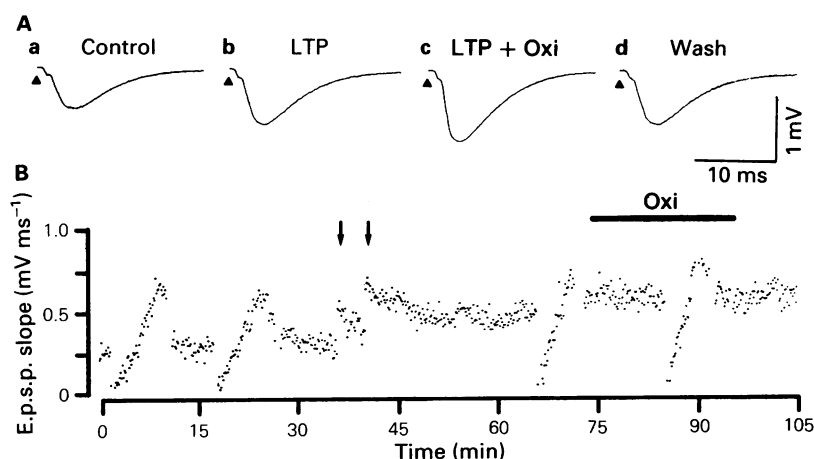 A
a Control b LTP c LTP + Oxi d Wash
1 mV
10 ms
B
Oxi
E.p.s.p. slope (mV ms⁻¹)
1.0
0.5
0
0 15 30 45 60 75 90 105
Time (min)